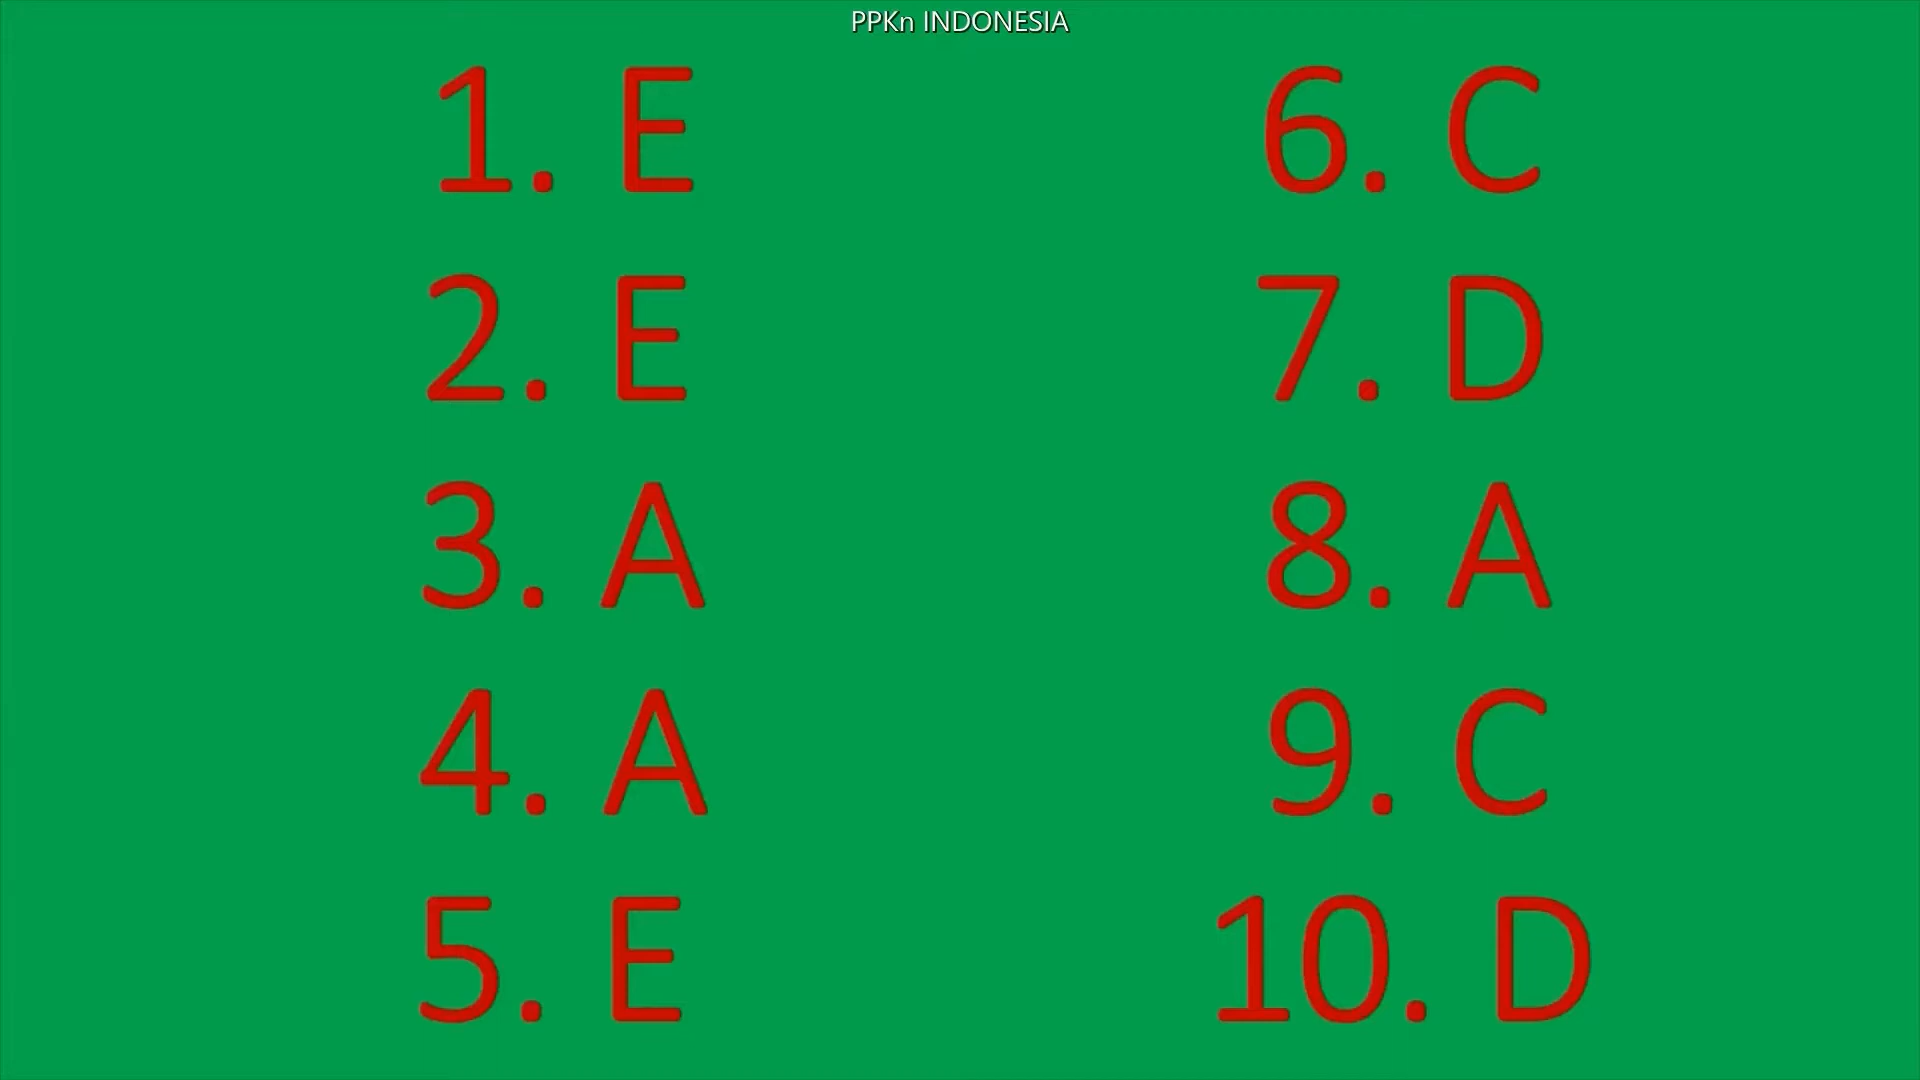 PPKn INDONESIA
1. E
2. E
3. A
4. A
5. E
6. C
7. D
8. A
9. C
10. D